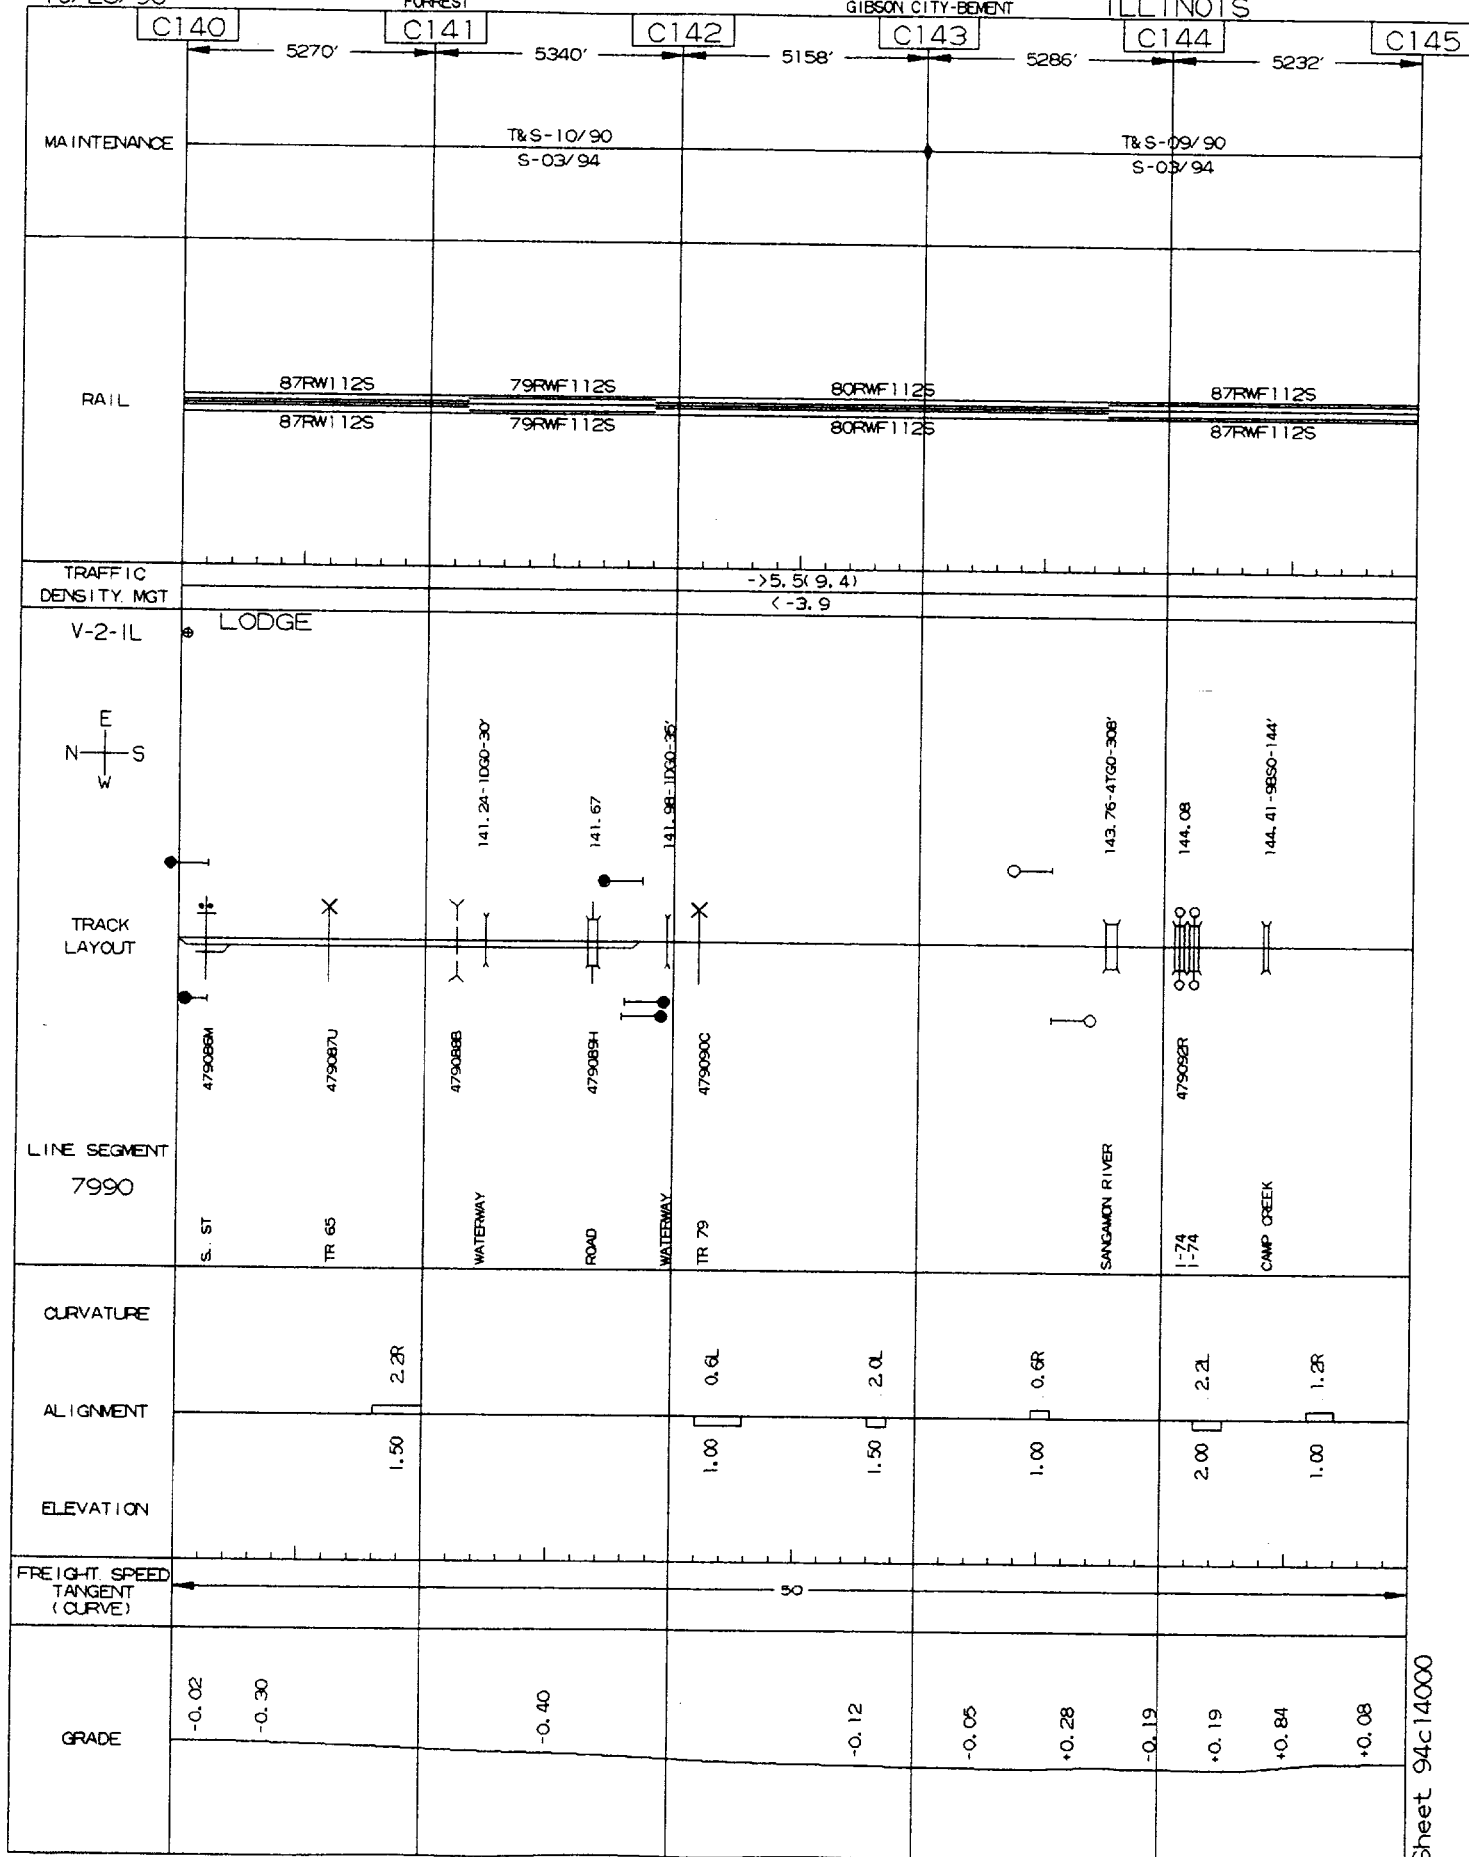 FORREST
GIBSON CITY-BEMENT
ILLINOIS
C140 C141 C142 C143 C144 C145
5270' 5340' 5158' 5286' 5232'
MAINTENANCE
T&S-10/90
S-03/94
T&S-09/90
S-03/94
RAIL
87RW112S 79RWF112S 80RWF112S 87RWF112S
87RW112S 79RWF112S 80RWF112S 87RWF112S
TRAFFIC
DENSITY. MGT
->5.5(9.4)
<-3.9
V-2-IL
LODGE
E
N S
W
141.24-1DGO-30'
141.67
141.98-1DGO-36'
143.76-4TGO-308'
144.08
144.41-9BSO-144'
TRACK
LAYOUT
479086M
479087U
479088B
479089H
479090C
479092R
LINE SEGMENT
7990
S. ST
TR 65
WATERWAY
ROAD
WATERWAY
TR 79
SANGAMON RIVER
I-74
I-74
CAMP CREEK
CURVATURE
2.2R 0.6L 2.0L 0.6R 2.2L 1.2R
ALIGNMENT
1.50 1.00 1.50 1.00 2.00 1.00
ELEVATION
FREIGHT. SPEED
TANGENT
(CURVE)
50
GRADE
-0.02 -0.30 -0.40 -0.12 -0.05 +0.28 -0.19 +0.19 +0.84 +0.08
Sheet 94c14000